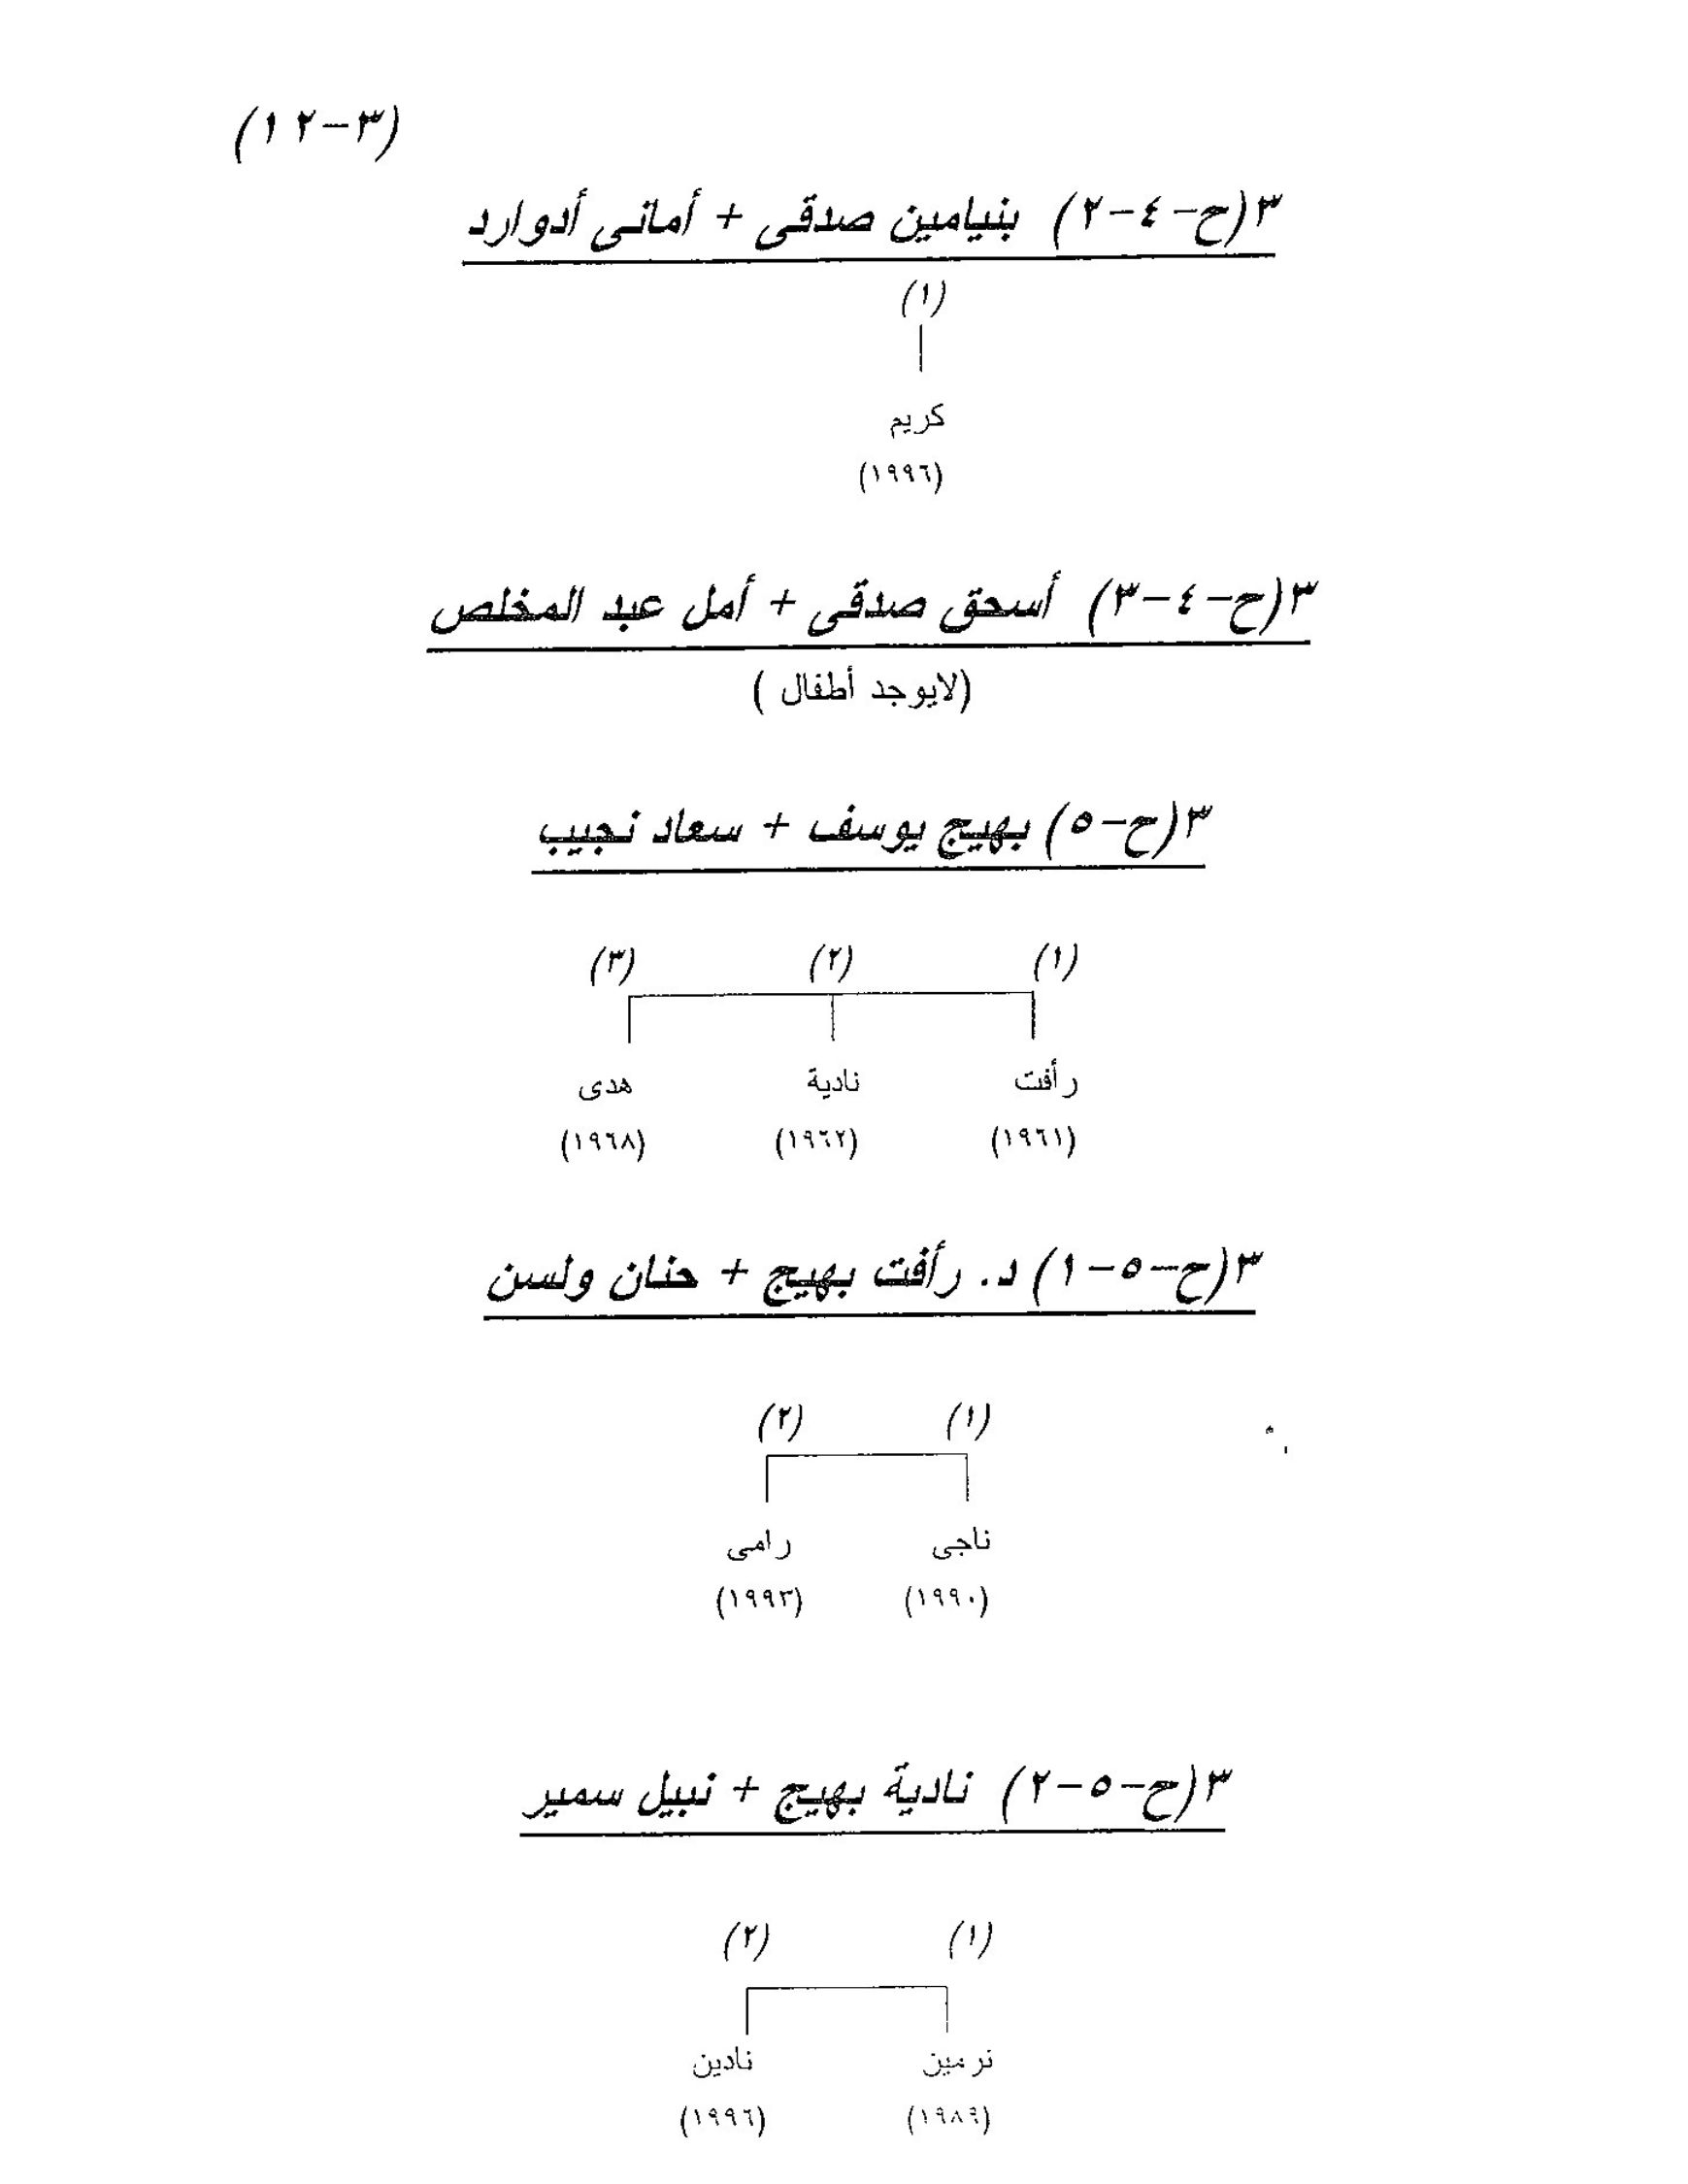 (٣-١٢)
٣(ح-٤-٢) بنيامين صدقى + أمانى أدوارد
(١)
كريم
(١٩٩٦)
٣(ح-٤-٣) أسحق صدقى + أمل عبد المخلص
(لايوجد أطفال )
٣(ح-٥) بهيج يوسف + سعاد نجيب
(١) (٢) (٣)
رأفت نادية هدى
(١٩٦١) (١٩٦٢) (١٩٦٨)
٣(ح-٥-١) د. رأفت بهيج + حنان ولسن
(١) (٢)
ناجى رامى
(١٩٩٠) (١٩٩٣)
٣(ح-٥-٢) نادية بهيج + نبيل سمير
(١) (٢)
نرمين نادين
(١٩٨٩) (١٩٩٦)